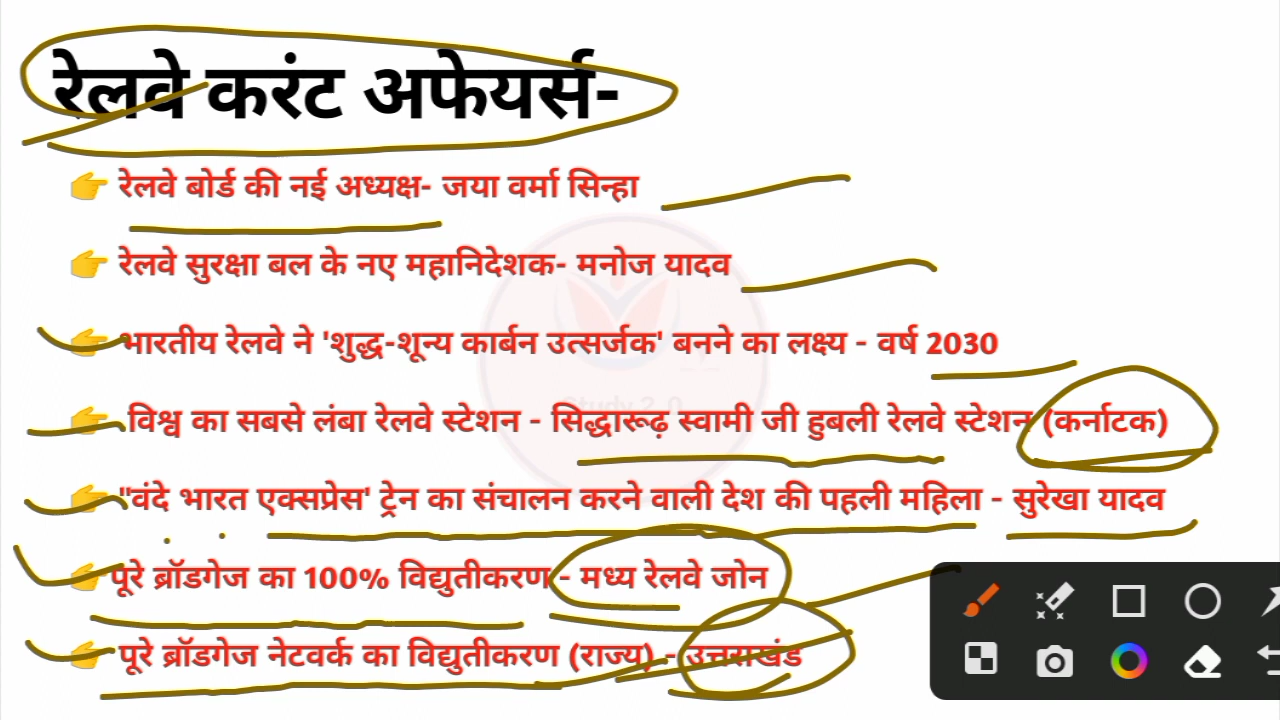 रेलवे करंट अफेयर्स-
👉 रेलवे बोर्ड की नई अध्यक्ष- जया वर्मा सिन्हा
👉 रेलवे सुरक्षा बल के नए महानिदेशक- मनोज यादव
👉 भारतीय रेलवे ने 'शुद्ध-शून्य कार्बन उत्सर्जक' बनने का लक्ष्य - वर्ष 2030
👉 विश्व का सबसे लंबा रेलवे स्टेशन - सिद्धारूढ़ स्वामी जी हुबली रेलवे स्टेशन (कर्नाटक)
👉 "वंदे भारत एक्सप्रेस' ट्रेन का संचालन करने वाली देश की पहली महिला - सुरेखा यादव
👉 पूरे ब्रॉडगेज का 100% विद्युतीकरण - मध्य रेलवे जोन
👉 पूरे ब्रॉडगेज नेटवर्क का विद्युतीकरण (राज्य) - उत्तराखंड